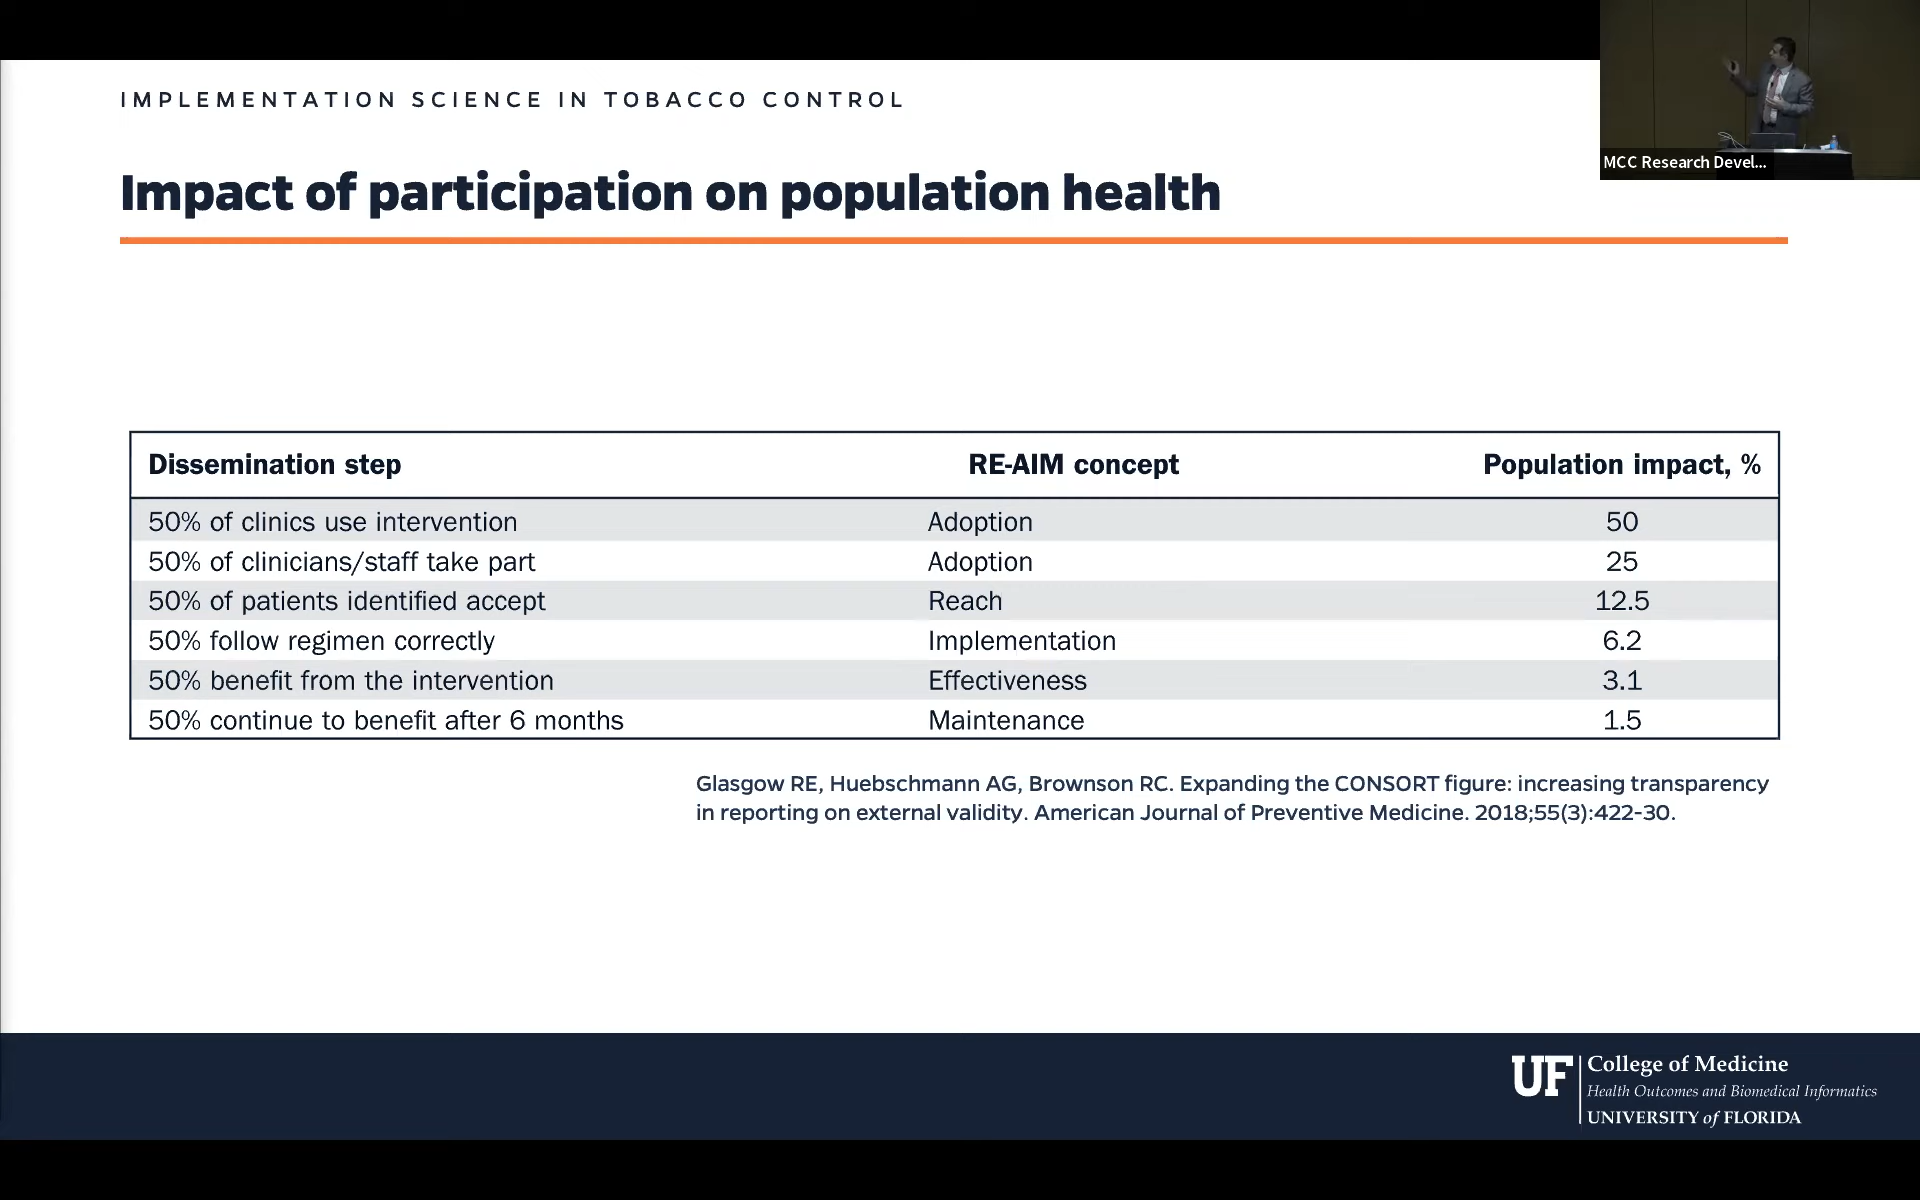 IMPLEMENTATION SCIENCE IN TOBACCO CONTROL
MCC Research Devel...
Impact of participation on population health
Dissemination step RE-AIM concept Population impact, %
50% of clinics use intervention Adoption 50
50% of clinicians/staff take part Adoption 25
50% of patients identified accept Reach 12.5
50% follow regimen correctly Implementation 6.2
50% benefit from the intervention Effectiveness 3.1
50% continue to benefit after 6 months Maintenance 1.5
Glasgow RE, Huebschmann AG, Brownson RC. Expanding the CONSORT figure: increasing transparency
in reporting on external validity. American Journal of Preventive Medicine. 2018;55(3):422-30.
UF College of Medicine
Health Outcomes and Biomedical Informatics
UNIVERSITY of FLORIDA